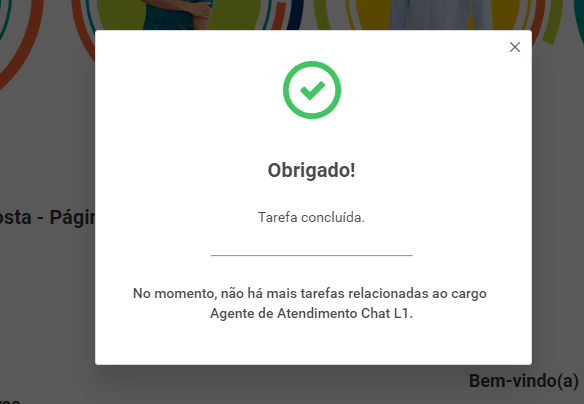 Obrigado!
Tarefa concluída.
osta - Págin
No momento, não há mais tarefas relacionadas ao cargo
Agente de Atendimento Chat L1.
Bem-vindo(a)